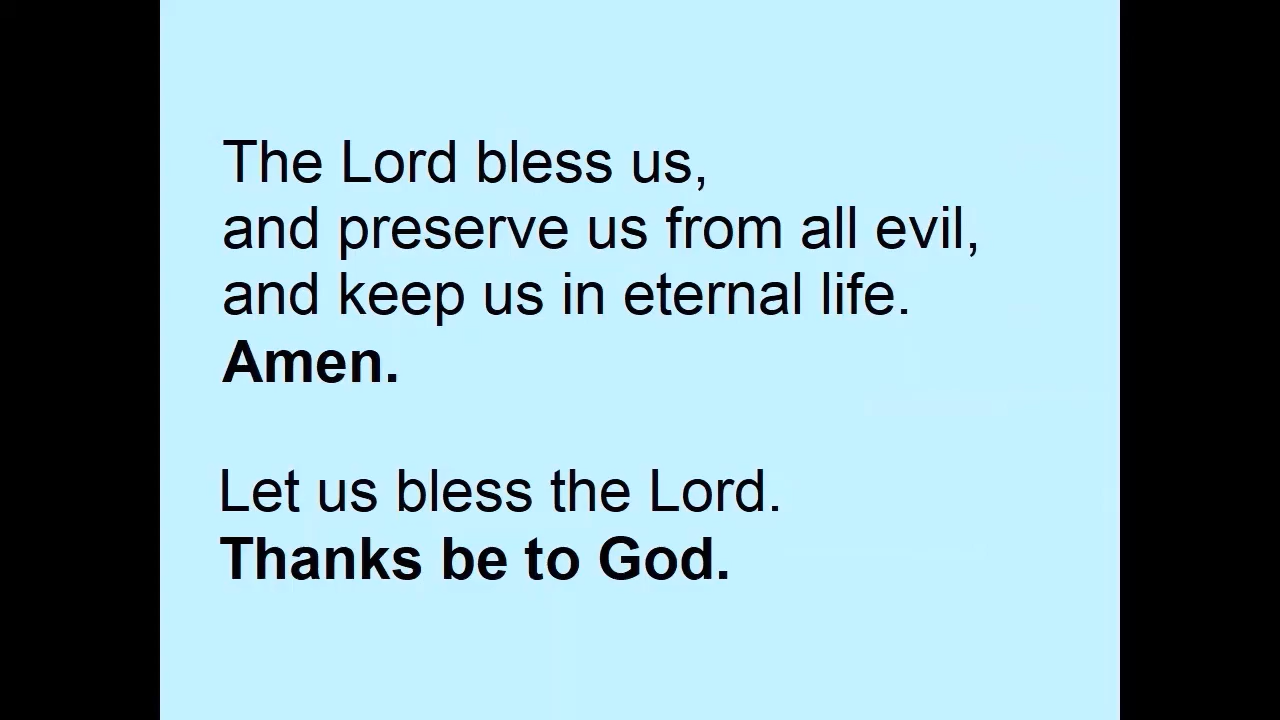 The Lord bless us,
and preserve us from all evil,
and keep us in eternal life.
Amen.
Let us bless the Lord.
Thanks be to God.